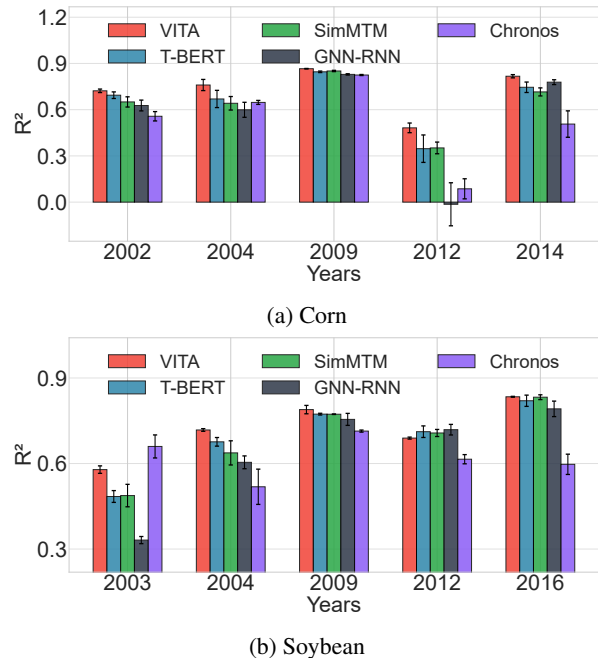 1.2
VITA SimMTM Chronos
T-BERT GNN-RNN
0.9
0.6
0.3
0.0
R²
2002 2004 2009 2012 2014
Years
(a) Corn
VITA SimMTM Chronos
T-BERT GNN-RNN
0.9
0.6
0.3
R²
2003 2004 2009 2012 2016
Years
(b) Soybean